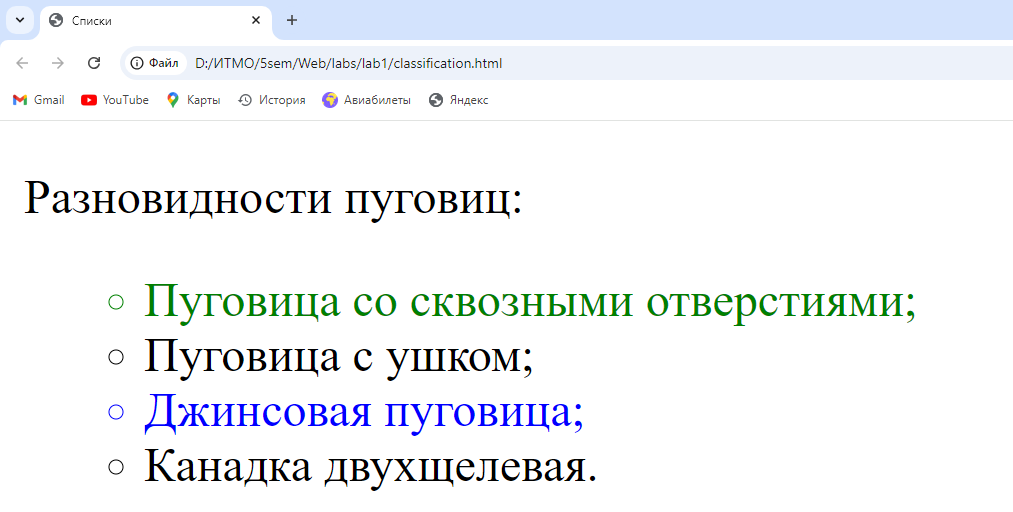 Списки
Файл D:/ИТМО/5sem/Web/labs/lab1/classification.html
Gmail YouTube Карты История Авиабилеты Яндекс
Разновидности пуговиц:
Пуговица со сквозными отверстиями;
Пуговица с ушком;
Джинсовая пуговица;
Канадка двухщелевая.